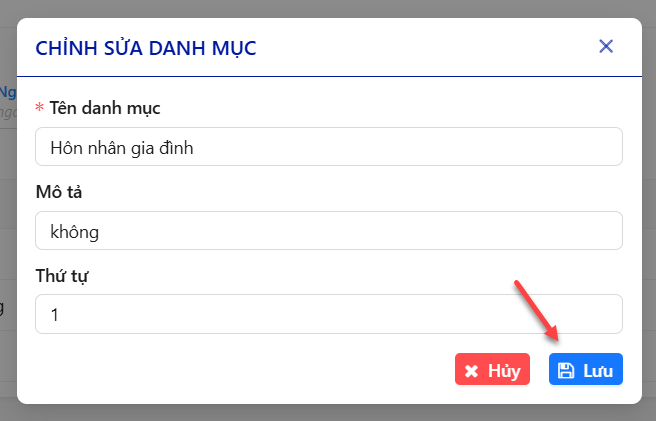 CHỈNH SỬA DANH MỤC
Ng
* Tên danh mục
Hôn nhân gia đình
Mô tả
không
Thứ tự
1
Hủy
Lưu